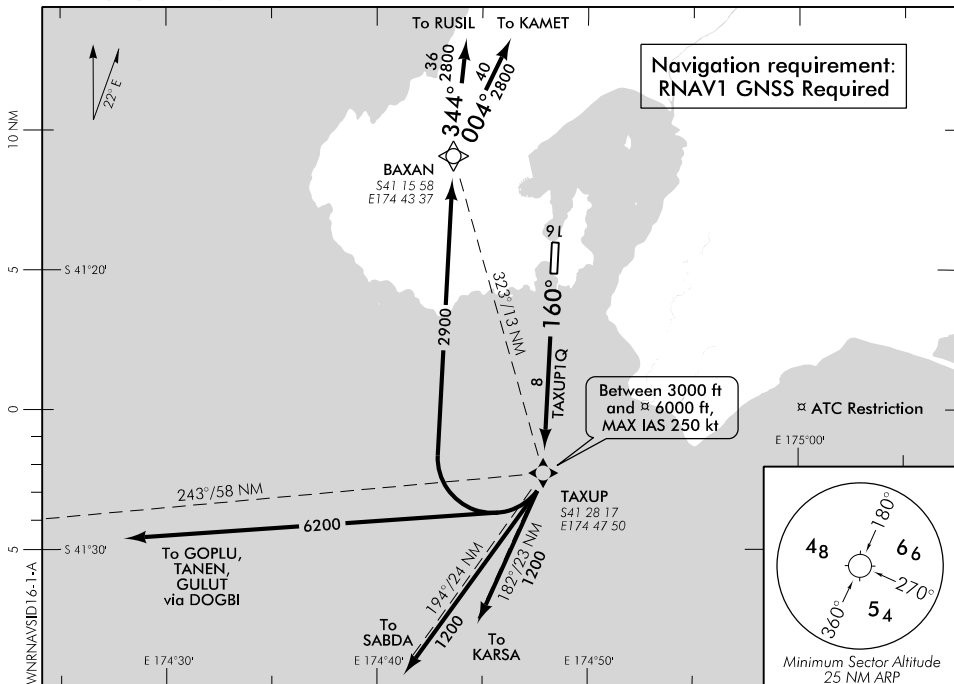 To RUSIL
To KAMET
36
2800
344°
40
2800
004°
Navigation requirement:
RNAV1 GNSS Required
22° E
10 NM
BAXAN
S41 15 58
E174 43 37
16
5
S 41°20'
160°
323°/13 NM
2900
8
TAXUP1Q
Between 3000 ft
and ¤ 6000 ft,
MAX IAS 250 kt
0
¤ ATC Restriction
E 175°00'
243°/58 NM
TAXUP
S41 28 17
E174 47 50
6200
5
S 41°30'
To GOPLU,
TANEN,
GULUT
via DOGBI
194°/24 NM
1200
182°/23 NM
1200
To
SABDA
To
KARSA
E 174°30'
E 174°40'
E 174°50'
WNRNAVSID16-1-A
180°
48
66
270°
360°
54
Minimum Sector Altitude
25 NM ARP